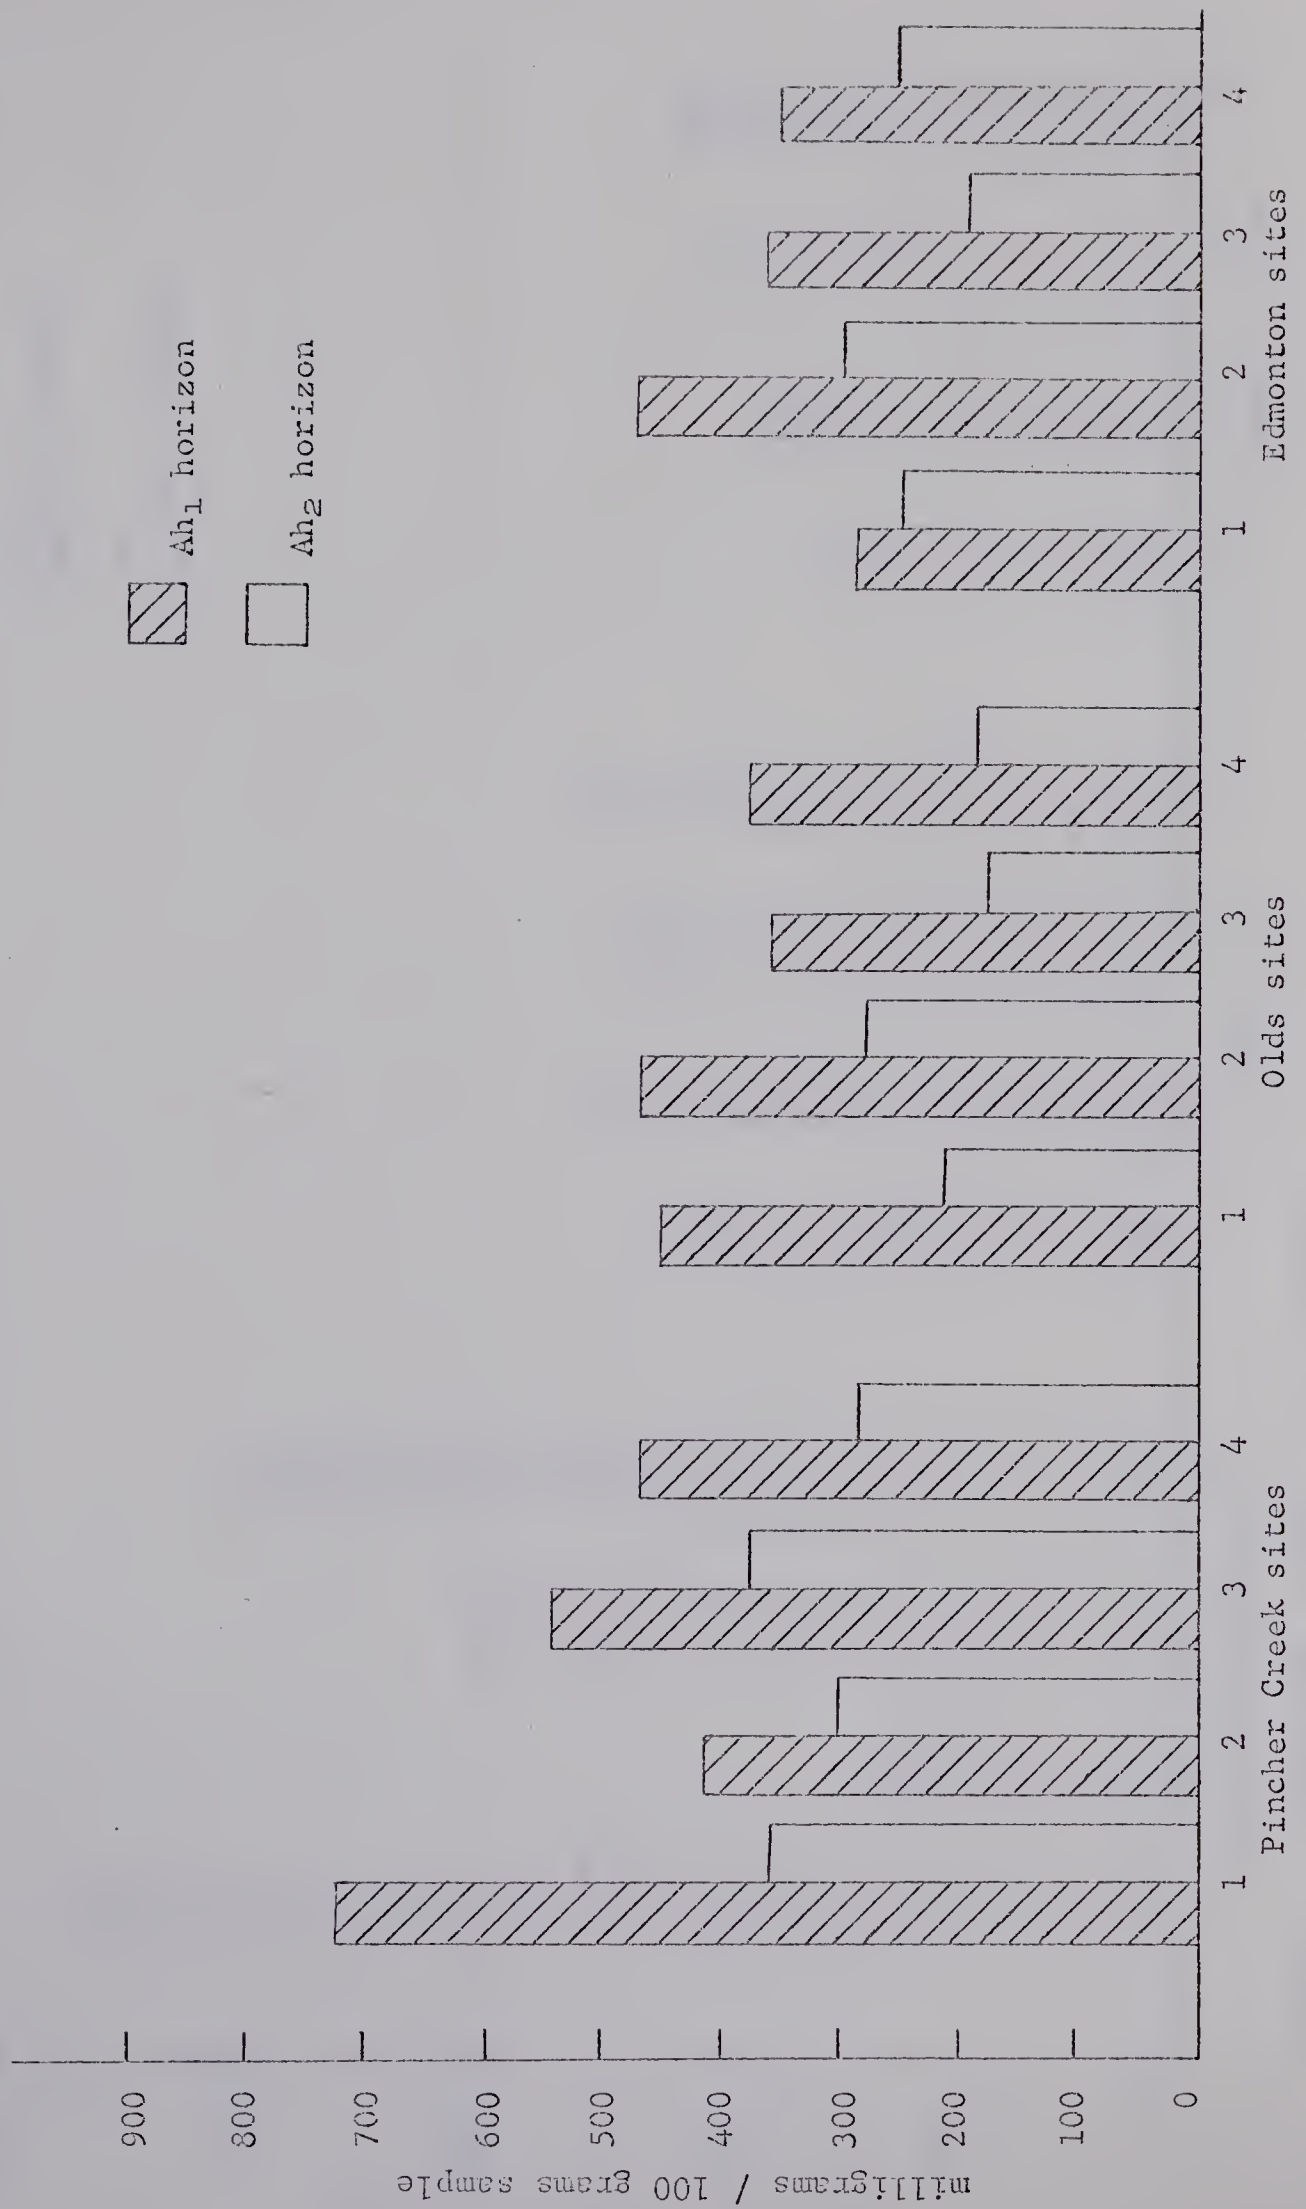 Ah₁ horizon
Ah₂ horizon
900
800
700
600
500
400
300
200
100
0
milligrams / 100 grams sample
1 2 3 4 1 2 3 4 1 2 3 4
Pincher Creek sites Olds sites Edmonton sites